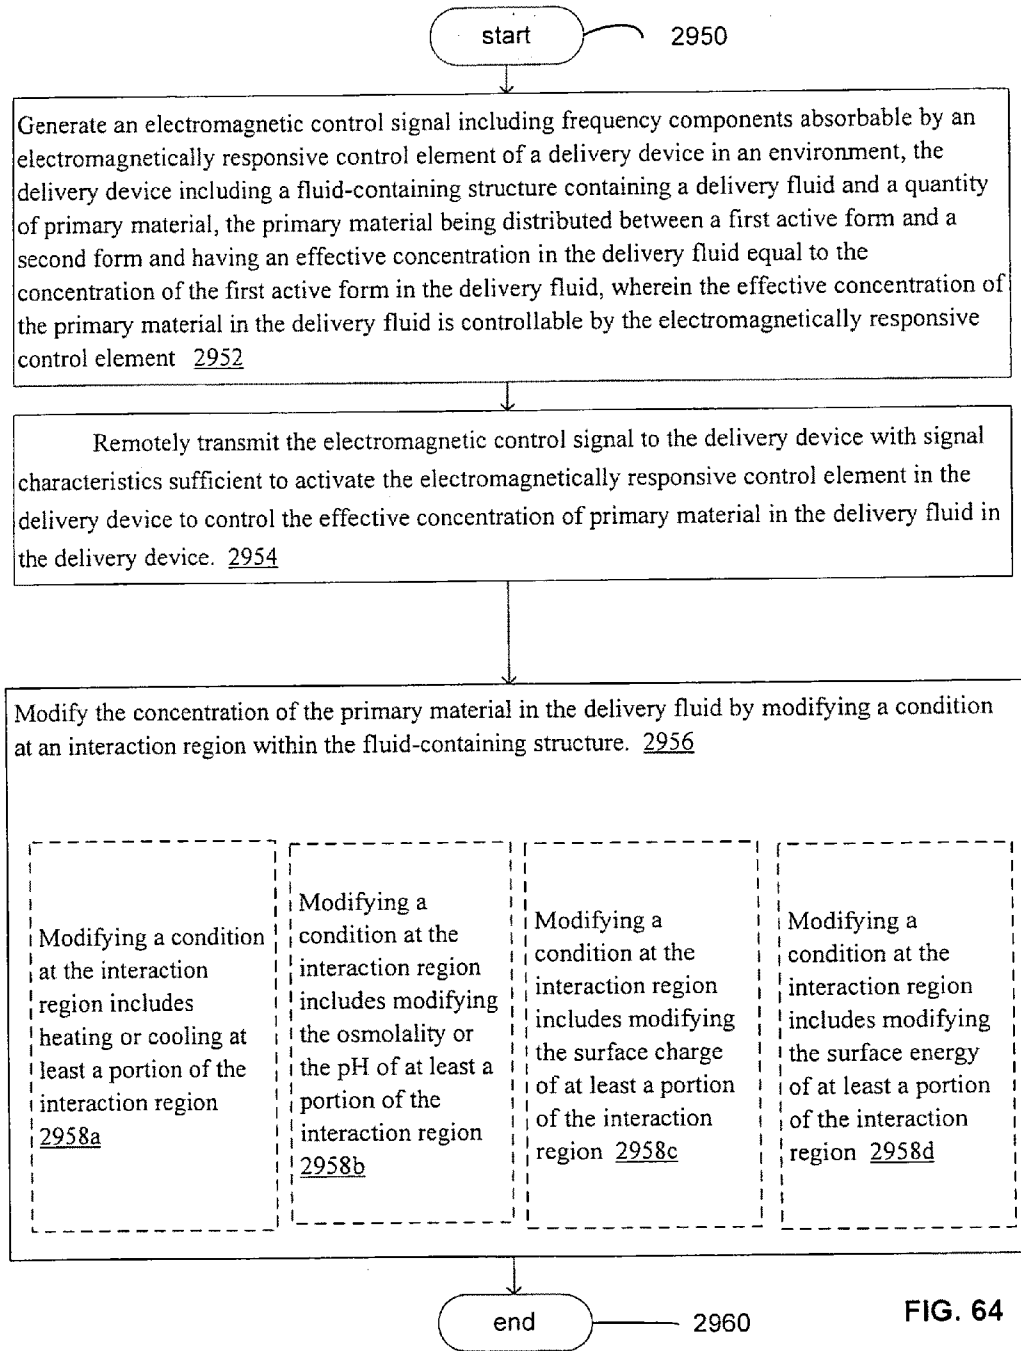 start
2950
Generate an electromagnetic control signal including frequency components absorbable by an
electromagnetically responsive control element of a delivery device in an environment, the
delivery device including a fluid-containing structure containing a delivery fluid and a quantity
of primary material, the primary material being distributed between a first active form and a
second form and having an effective concentration in the delivery fluid equal to the
concentration of the first active form in the delivery fluid, wherein the effective concentration of
the primary material in the delivery fluid is controllable by the electromagnetically responsive
control element 2952
Remotely transmit the electromagnetic control signal to the delivery device with signal
characteristics sufficient to activate the electromagnetically responsive control element in the
delivery device to control the effective concentration of primary material in the delivery fluid in
the delivery device. 2954
Modify the concentration of the primary material in the delivery fluid by modifying a condition
at an interaction region within the fluid-containing structure. 2956
Modifying a condition
at the interaction
region includes
heating or cooling at
least a portion of the
interaction region
2958a
Modifying a
condition at the
interaction region
includes modifying
the osmolality or
the pH of at least a
portion of the
interaction region
2958b
Modifying a
condition at the
interaction region
includes modifying
the surface charge
of at least a portion
of the interaction
region 2958c
Modifying a
condition at the
interaction region
includes modifying
the surface energy
of at least a portion
of the interaction
region 2958d
end
2960
FIG. 64